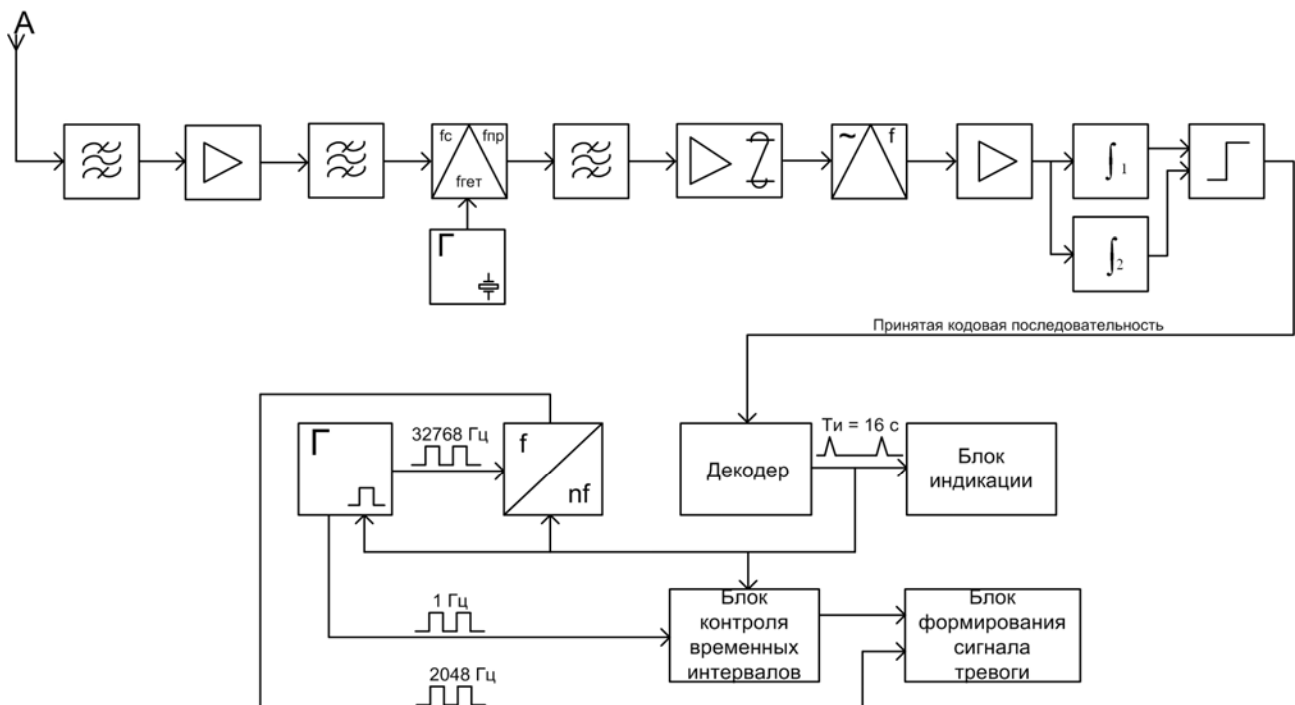 А
fс fпр
fгет
~ f
∫1
∫2
Г
Принятая кодовая последовательность
Г
32768 Гц
f
nf
Декодер
Tи = 16 с
Блок
индикации
1 Гц
Блок
контроля
временных
интервалов
Блок
формирования
сигнала
тревоги
2048 Гц